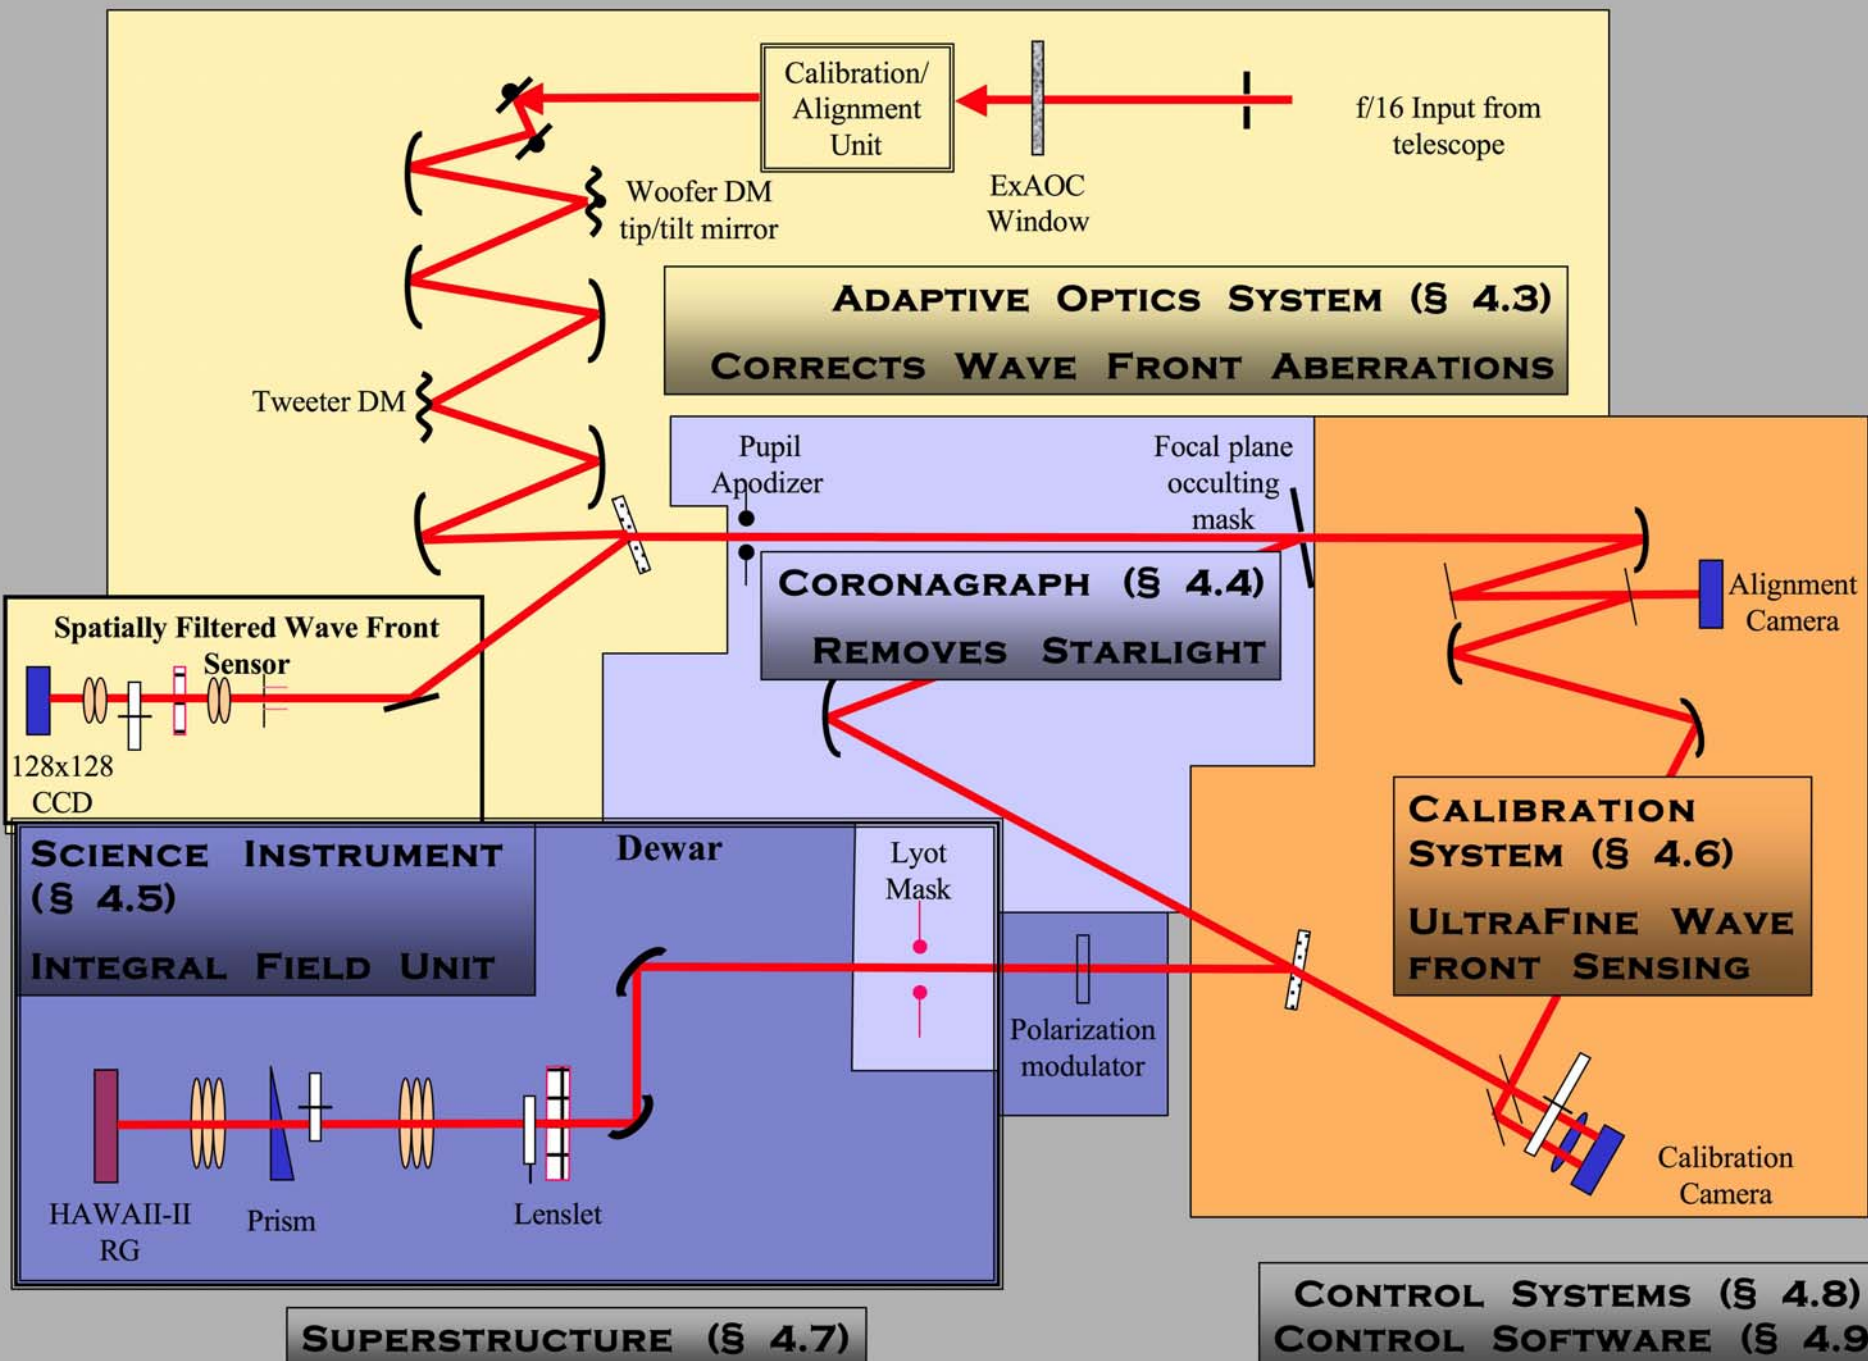 Calibration/
Alignment
Unit
f/16 Input from
telescope
ExAOC
Window
Woofer DM
tip/tilt mirror
ADAPTIVE OPTICS SYSTEM (§ 4.3)
CORRECTS WAVE FRONT ABERRATIONS
Tweeter DM
Pupil
Apodizer
Focal plane
occulting
mask
CORONAGRAPH (§ 4.4)
REMOVES STARLIGHT
Alignment
Camera
Spatially Filtered Wave Front
Sensor
128x128
CCD
CALIBRATION
SYSTEM (§ 4.6)
ULTRAFINE WAVE
FRONT SENSING
SCIENCE INSTRUMENT
(§ 4.5)
INTEGRAL FIELD UNIT
Dewar
Lyot
Mask
Polarization
modulator
HAWAII-II
RG
Prism
Lenslet
Calibration
Camera
SUPERSTRUCTURE (§ 4.7)
CONTROL SYSTEMS (§ 4.8)
CONTROL SOFTWARE (§ 4.9